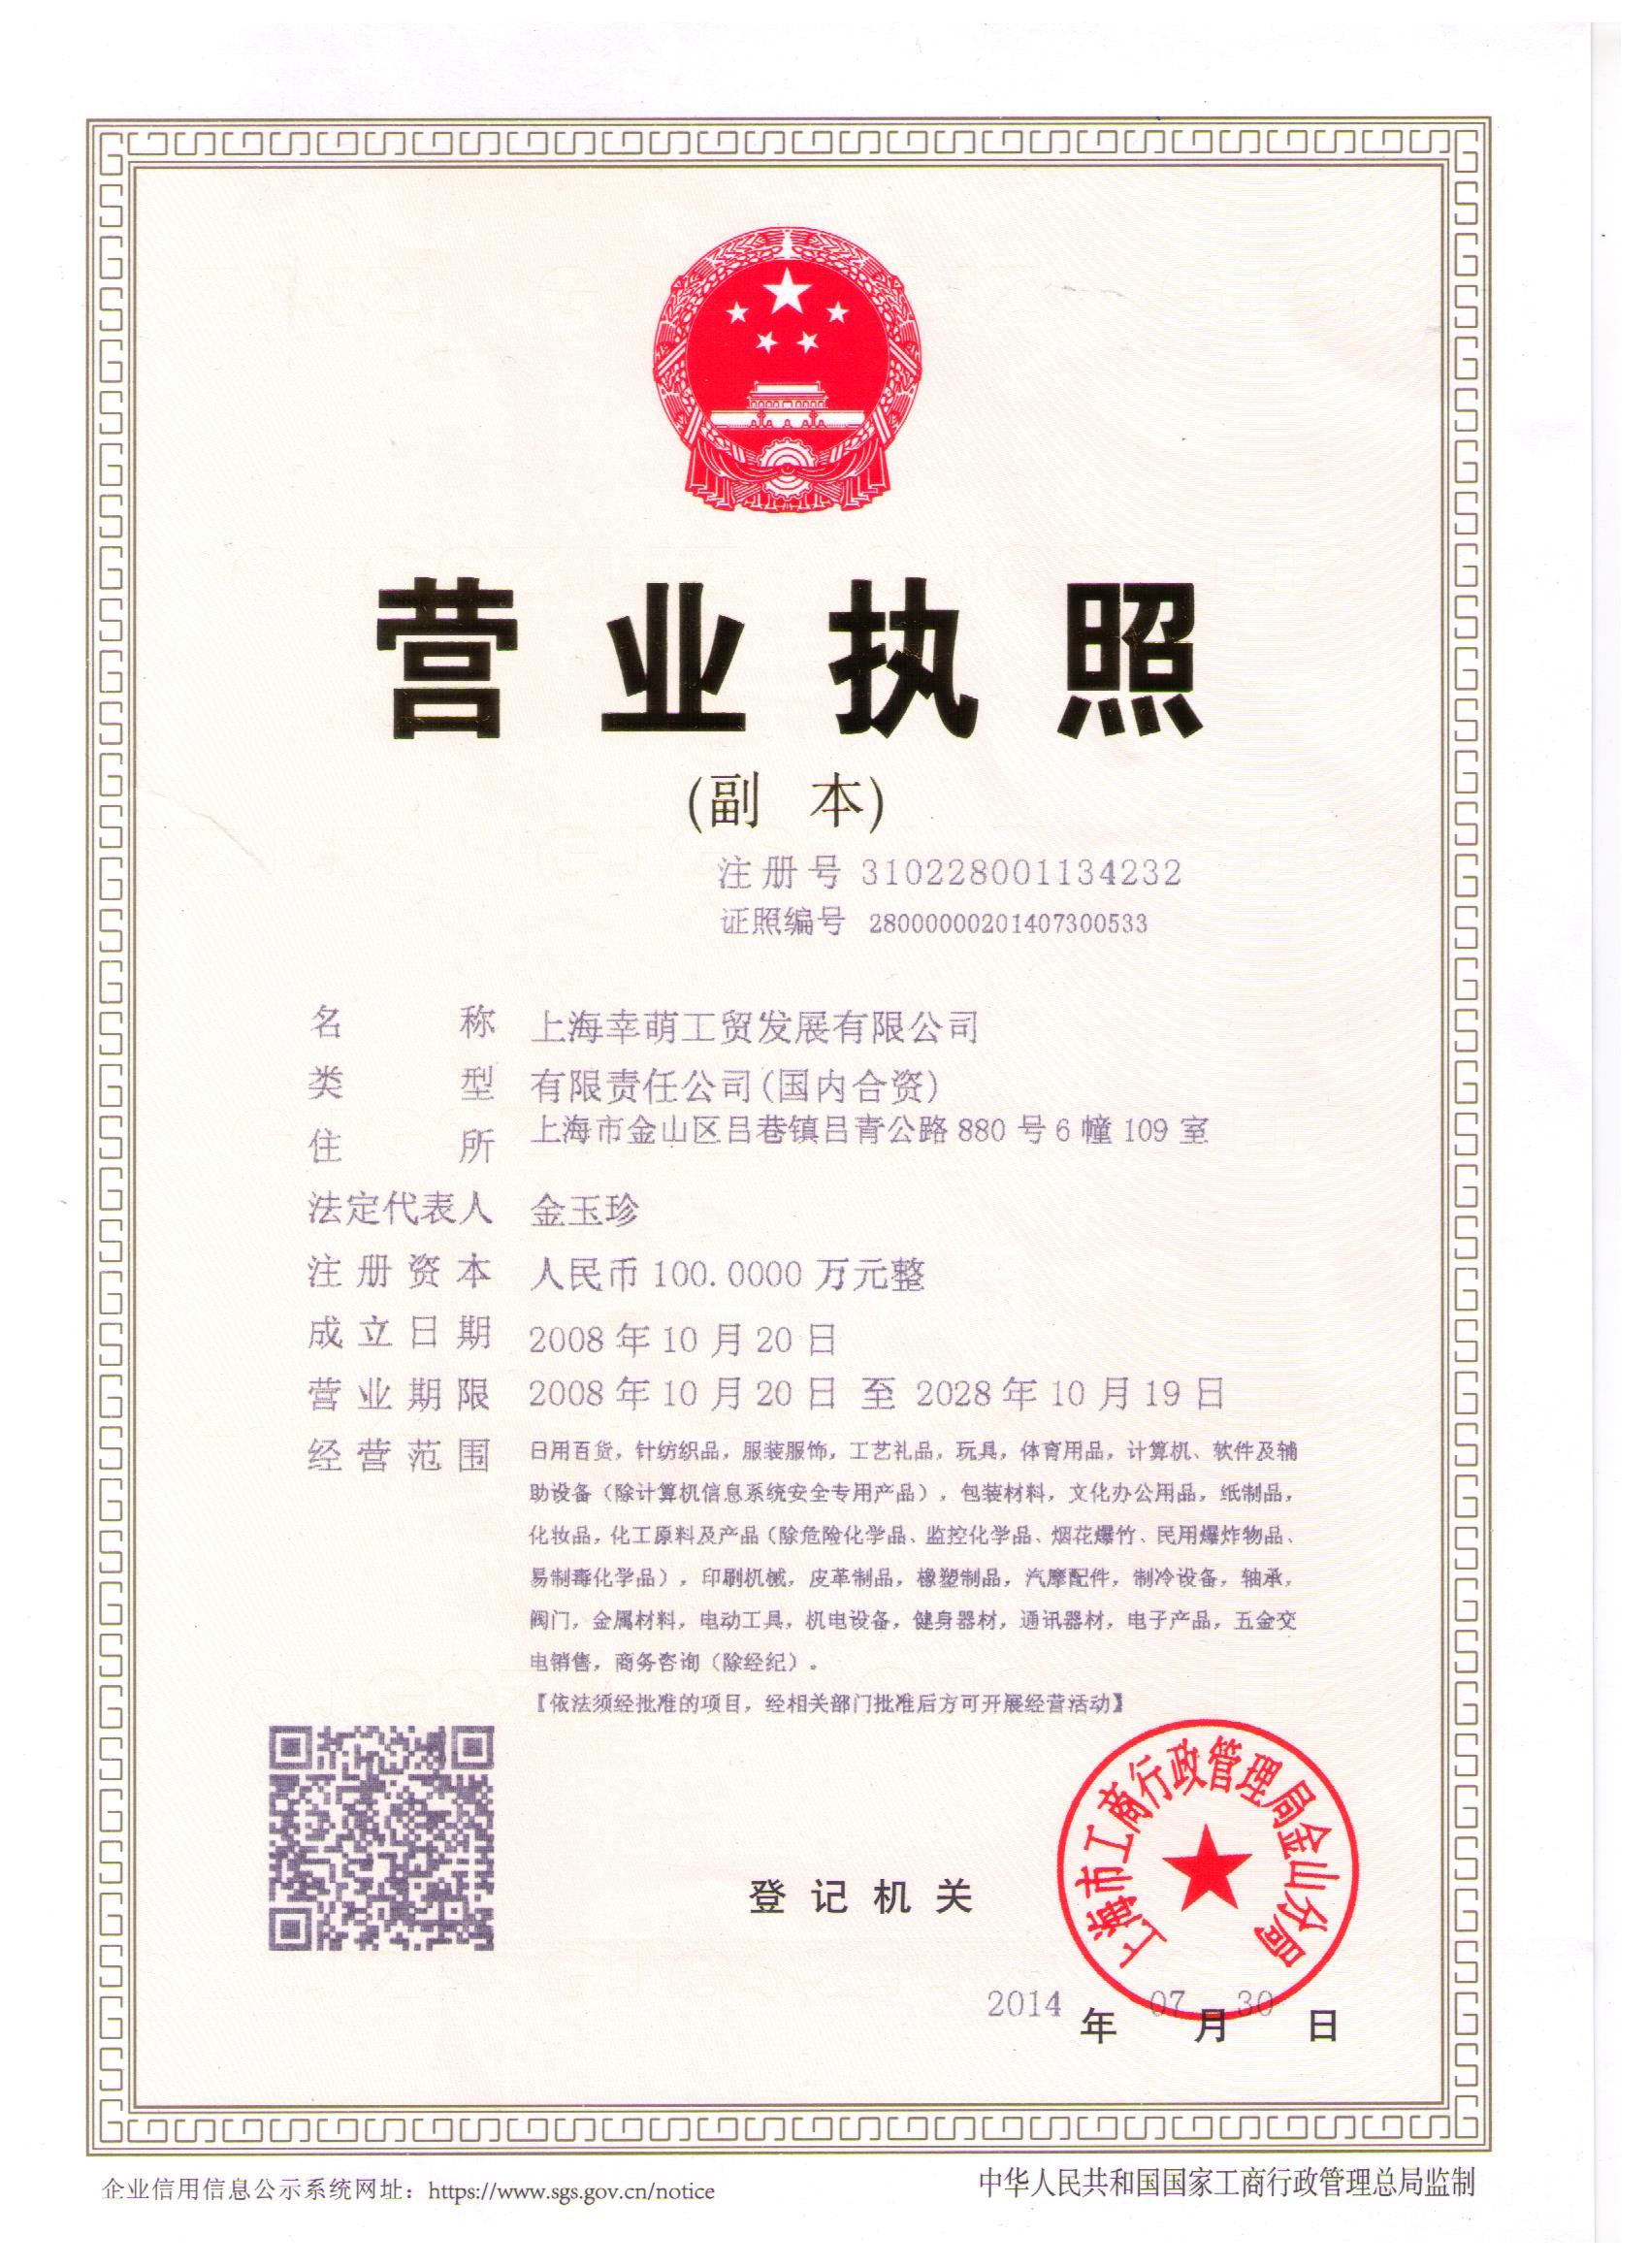 营业执照
(副 本)
注册号 310228001134232
证照编号 28000000201407300533
名称 上海幸萌工贸发展有限公司
类型 有限责任公司(国内合资)
住所 上海市金山区吕巷镇吕青公路880号6幢109室
法定代表人 金玉珍
注册资本 人民币100.0000万元整
成立日期 2008年10月20日
营业期限 2008年10月20日 至 2028年10月19日
经营范围 日用百货，针纺织品，服装服饰，工艺礼品，玩具，体育用品，计算机、软件及辅
助设备（除计算机信息系统安全专用产品），包装材料，文化办公用品，纸制品，
化妆品，化工原料及产品（除危险化学品、监控化学品、烟花爆竹、民用爆炸物品、
易制毒化学品），印刷机械，皮革制品，橡塑制品，汽摩配件，制冷设备，轴承，
阀门，金属材料，电动工具，机电设备，健身器材，通讯器材，电子产品，五金交
电销售，商务咨询（除经纪）。
【依法须经批准的项目，经相关部门批准后方可开展经营活动】
上海市工商行政管理局金山分局
登记机关
2014年07月30日
企业信用信息公示系统网址：https://www.sgs.gov.cn/notice
中华人民共和国国家工商行政管理总局监制